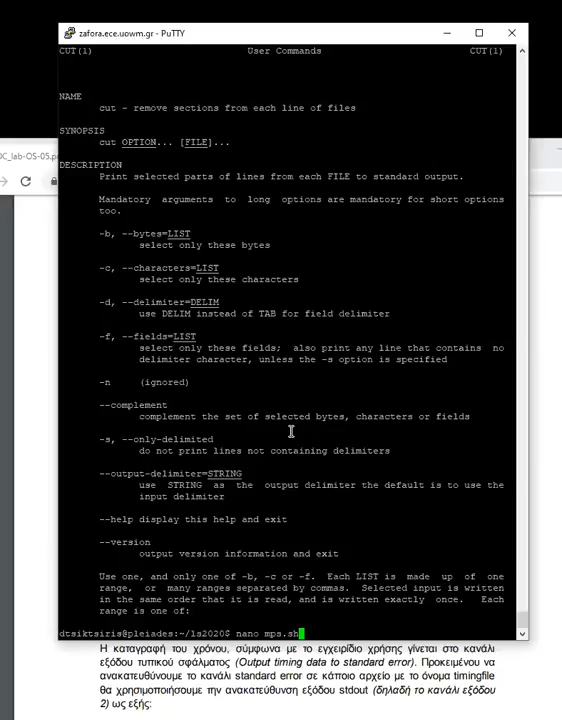 zafora.ece.uowm.gr - PuTTY
CUT(1) User Commands CUT(1)
NAME
cut - remove sections from each line of files
SYNOPSIS
cut OPTION... [FILE]...
DESCRIPTION
Print selected parts of lines from each FILE to standard output.
Mandatory arguments to long options are mandatory for short options
too.
-b, --bytes=LIST
select only these bytes
-c, --characters=LIST
select only these characters
-d, --delimiter=DELIM
use DELIM instead of TAB for field delimiter
-f, --fields=LIST
select only these fields; also print any line that contains no
delimiter character, unless the -s option is specified
-n (ignored)
--complement
complement the set of selected bytes, characters or fields
-s, --only-delimited
do not print lines not containing delimiters
--output-delimiter=STRING
use STRING as the output delimiter the default is to use the
input delimiter
--help display this help and exit
--version
output version information and exit
Use one, and only one of -b, -c or -f. Each LIST is made up of one
range, or many ranges separated by commas. Selected input is written
in the same order that it is read, and is written exactly once. Each
range is one of:
dtsiktsiris@pleiades:~/ls2020$ nano mps.sh
DC_lab-OS-05.p
Η καταγραφή του χρόνου, σύμφωνα με το εγχειρίδιο χρήσης γίνεται στο κανάλι
εξόδου τυπικού σφάλματος (Output timing data to standard error). Προκειμένου να
ανακατευθύνουμε το κανάλι standard error σε κάποιο αρχείο με το όνομα timingfile
θα χρησιμοποιήσουμε την ανακατεύθυνση εξόδου stdout (δηλαδή το κανάλι εξόδου
2) ως εξής: